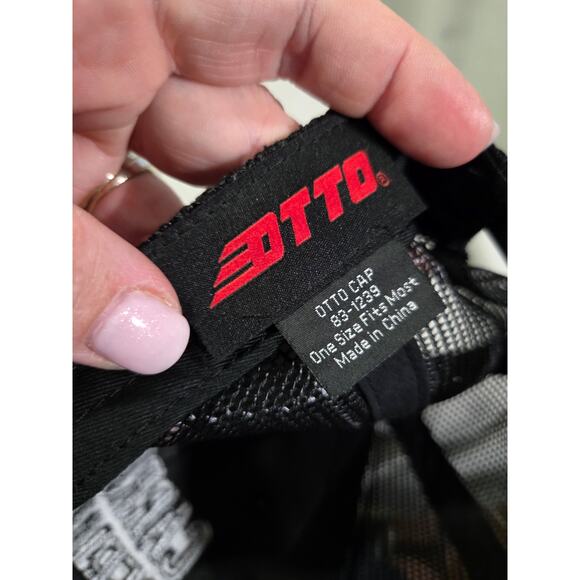 OTTO®
OTTO CAP
83-1239
One Size Fits Most
Made in China